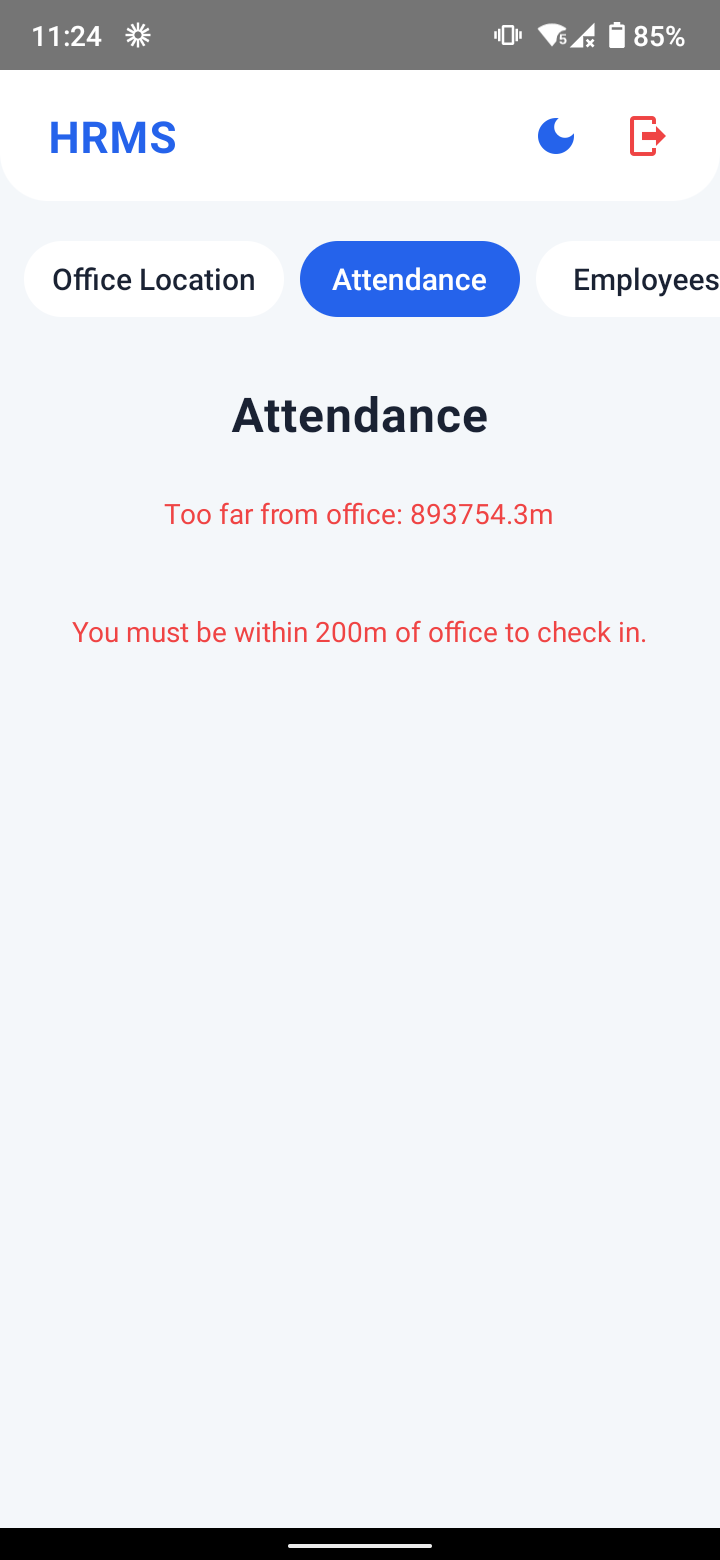 11:24
5
85%
HRMS
Office Location
Attendance
Employees
Attendance
Too far from office: 893754.3m
You must be within 200m of office to check in.